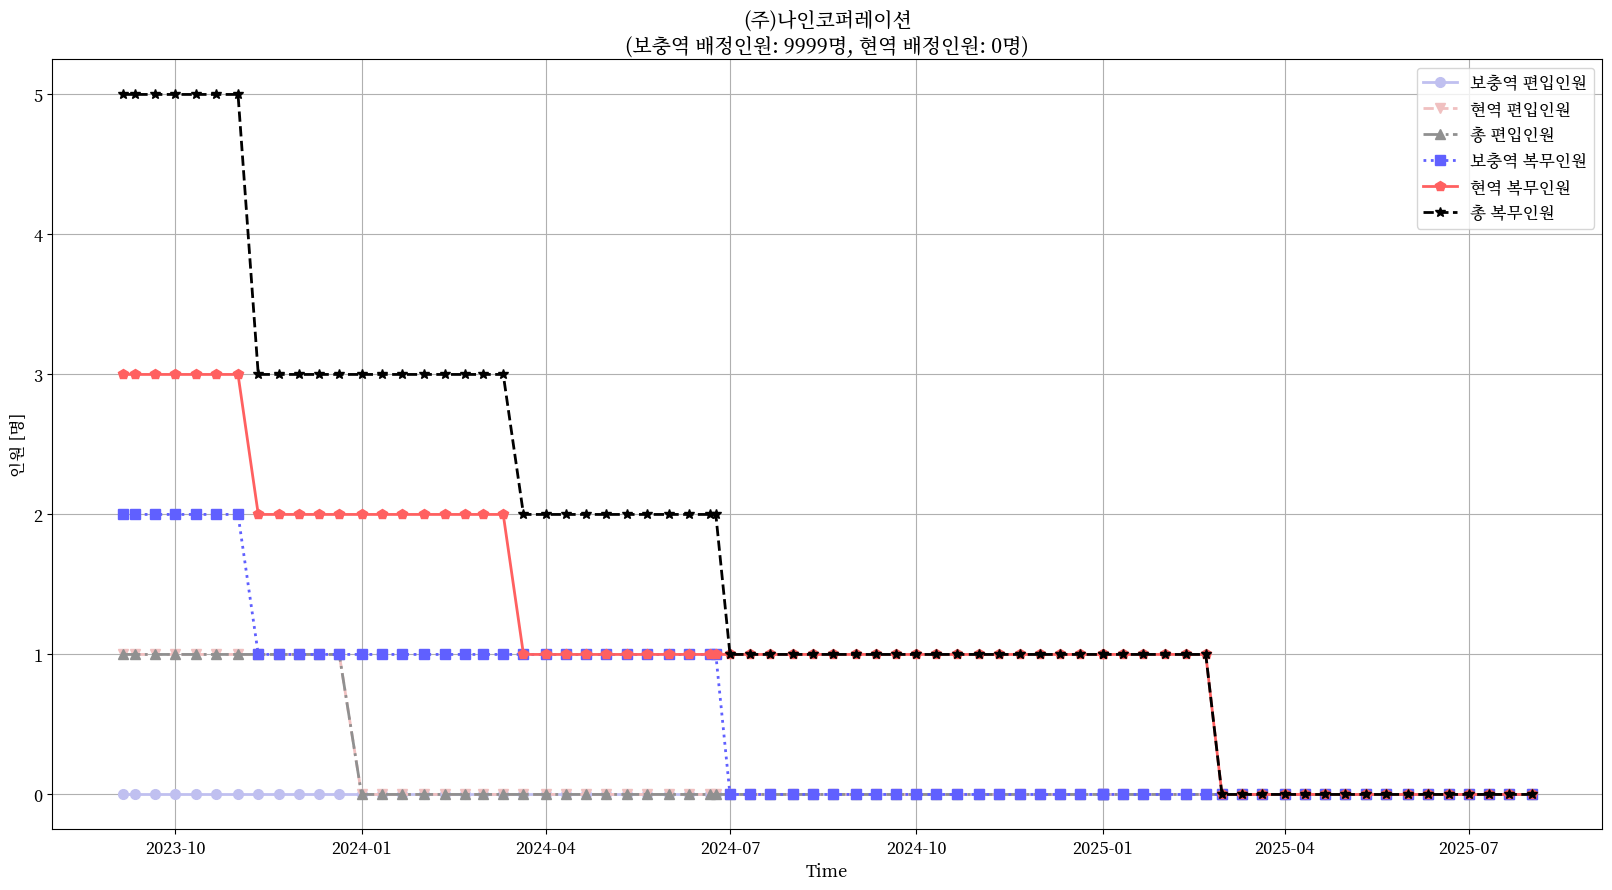 (주)나인코퍼레이션
(보충역 배정인원: 9999명, 현역 배정인원: 0명)
보충역 편입인원
현역 편입인원
총 편입인원
보충역 복무인원
현역 복무인원
총 복무인원
인원 [명]
5
4
3
2
1
0
2023-10
2024-01
2024-04
2024-07
2024-10
2025-01
2025-04
2025-07
Time